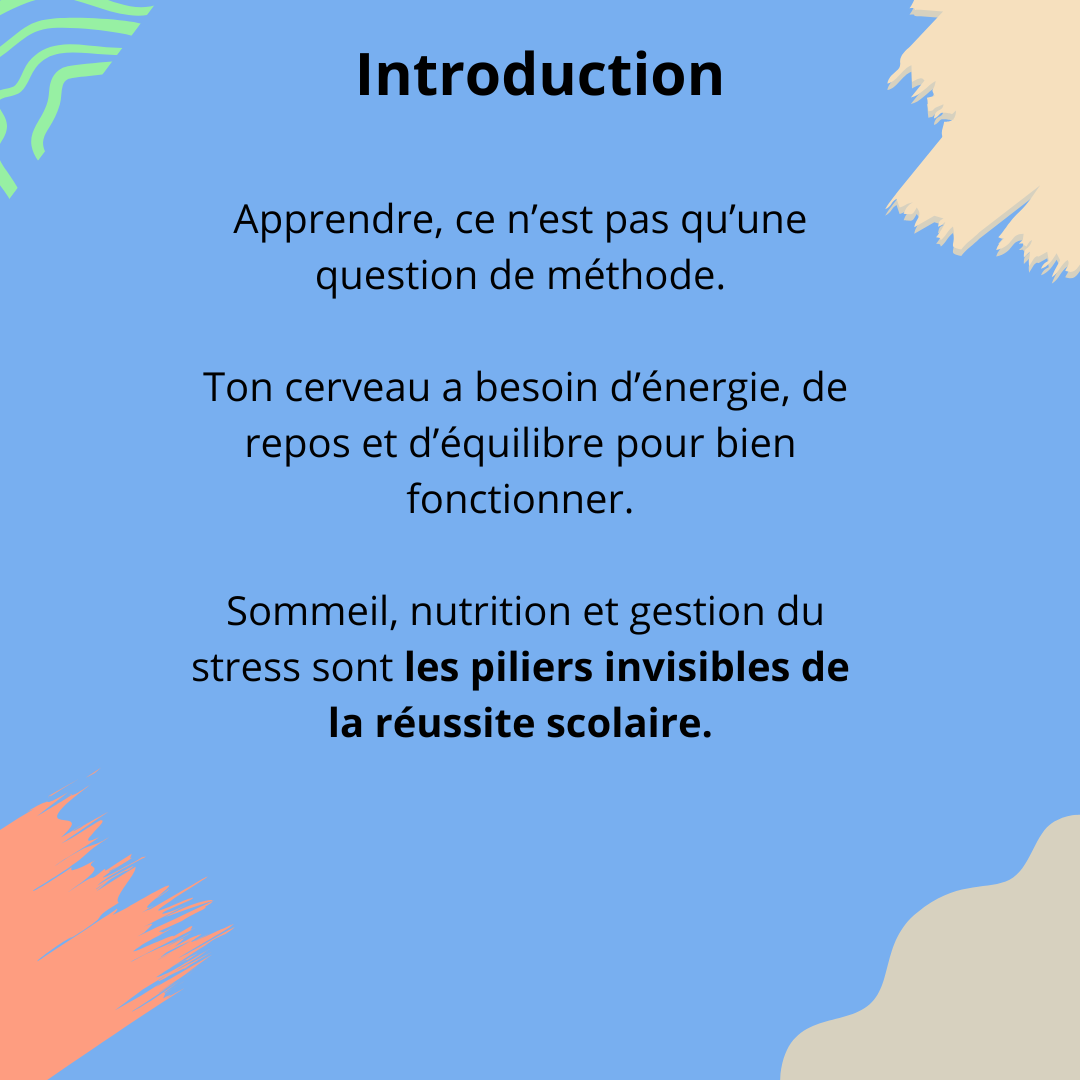 Introduction
Apprendre, ce n’est pas qu’une
question de méthode.
Ton cerveau a besoin d’énergie, de
repos et d’équilibre pour bien
fonctionner.
Sommeil, nutrition et gestion du
stress sont les piliers invisibles de
la réussite scolaire.